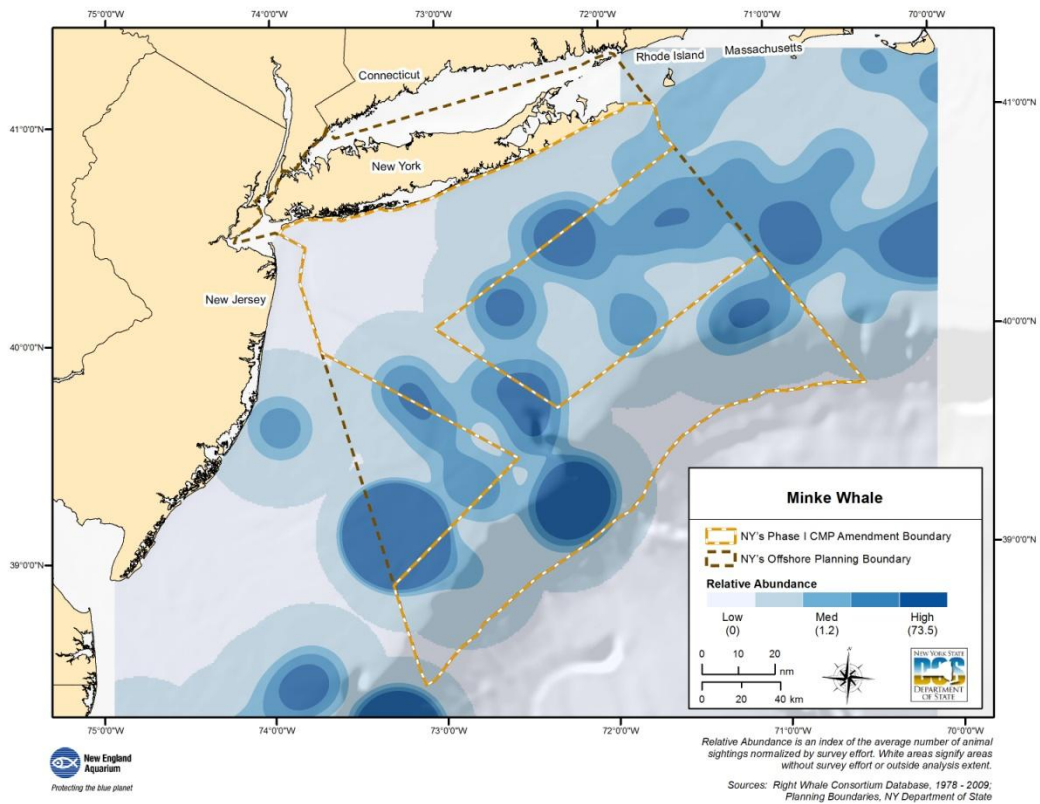 75°0'0"W
74°0'0"W
73°0'0"W
72°0'0"W
71°0'0"W
70°0'0"W
Rhode Island
Massachusetts
Connecticut
41°0'0"N
41°0'0"N
New York
New Jersey
40°0'0"N
40°0'0"N
39°0'0"N
39°0'0"N
Minke Whale
NY's Phase I CMP Amendment Boundary
NY's Offshore Planning Boundary
Relative Abundance
Low
(0)
Med
(1.2)
High
(73.5)
0 10 20
nm
0 20 40 km
N
NEW YORK STATE
DOS
DEPARTMENT
OF STATE
75°0'0"W
74°0'0"W
73°0'0"W
72°0'0"W
71°0'0"W
70°0'0"W
New England
Aquarium
Protecting the blue planet
Relative Abundance is an index of the average number of animal
sightings normalized by survey effort. White areas signify areas
without survey effort or outside analysis extent.
Sources: Right Whale Consortium Database, 1978 - 2009;
Planning Boundaries, NY Department of State